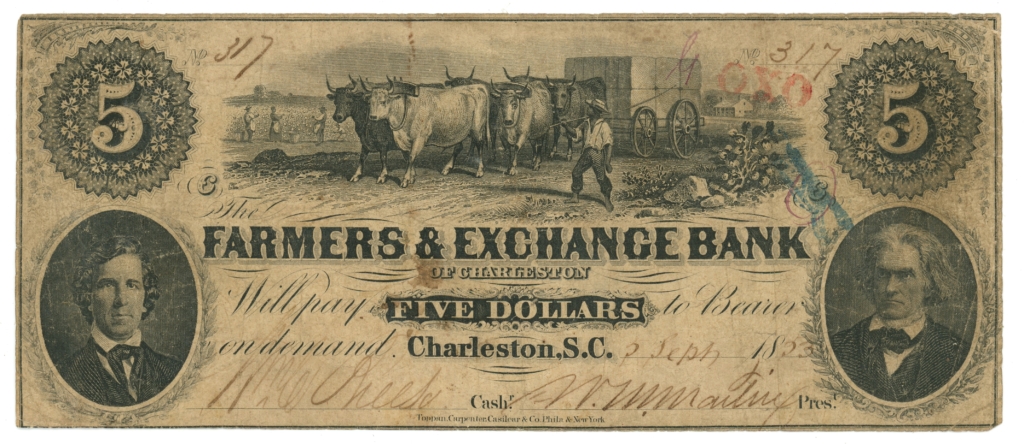 No 317
No 317
5
5
C
C
The
FARMERS & EXCHANGE BANK
OF CHARLESTON
Will pay FIVE DOLLARS to Bearer
on demand. Charleston, S.C. 2 Sept 1853
Cashr. Prest.
Toppan, Carpenter, Casilear & Co. Phila. & New York